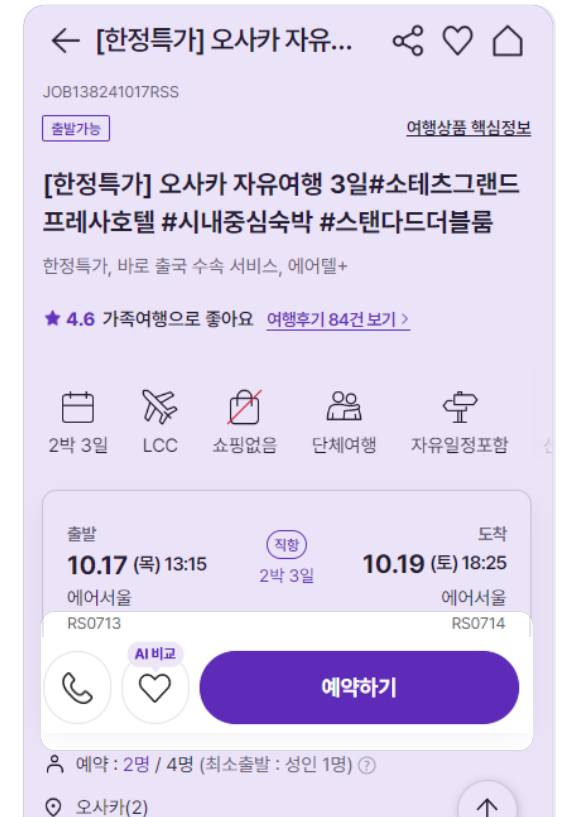 [한정특가] 오사카 자유...
JOB138241017RSS
출발가능
여행상품 핵심정보
[한정특가] 오사카 자유여행 3일#소테츠그랜드
프레사호텔 #시내중심숙박 #스탠다드더블룸
한정특가, 바로 출국 수속 서비스, 에어텔+
4.6 가족여행으로 좋아요 여행후기 84건 보기 >
2박 3일 LCC 쇼핑없음 단체여행 자유일정포함
출발 도착
직항
10.17 (목) 13:15 10.19 (토) 18:25
2박 3일
에어서울 에어서울
RS0713 RS0714
AI 비교
예약하기
예약 : 2명 / 4명 (최소출발 : 성인 1명) ?
오사카(2)